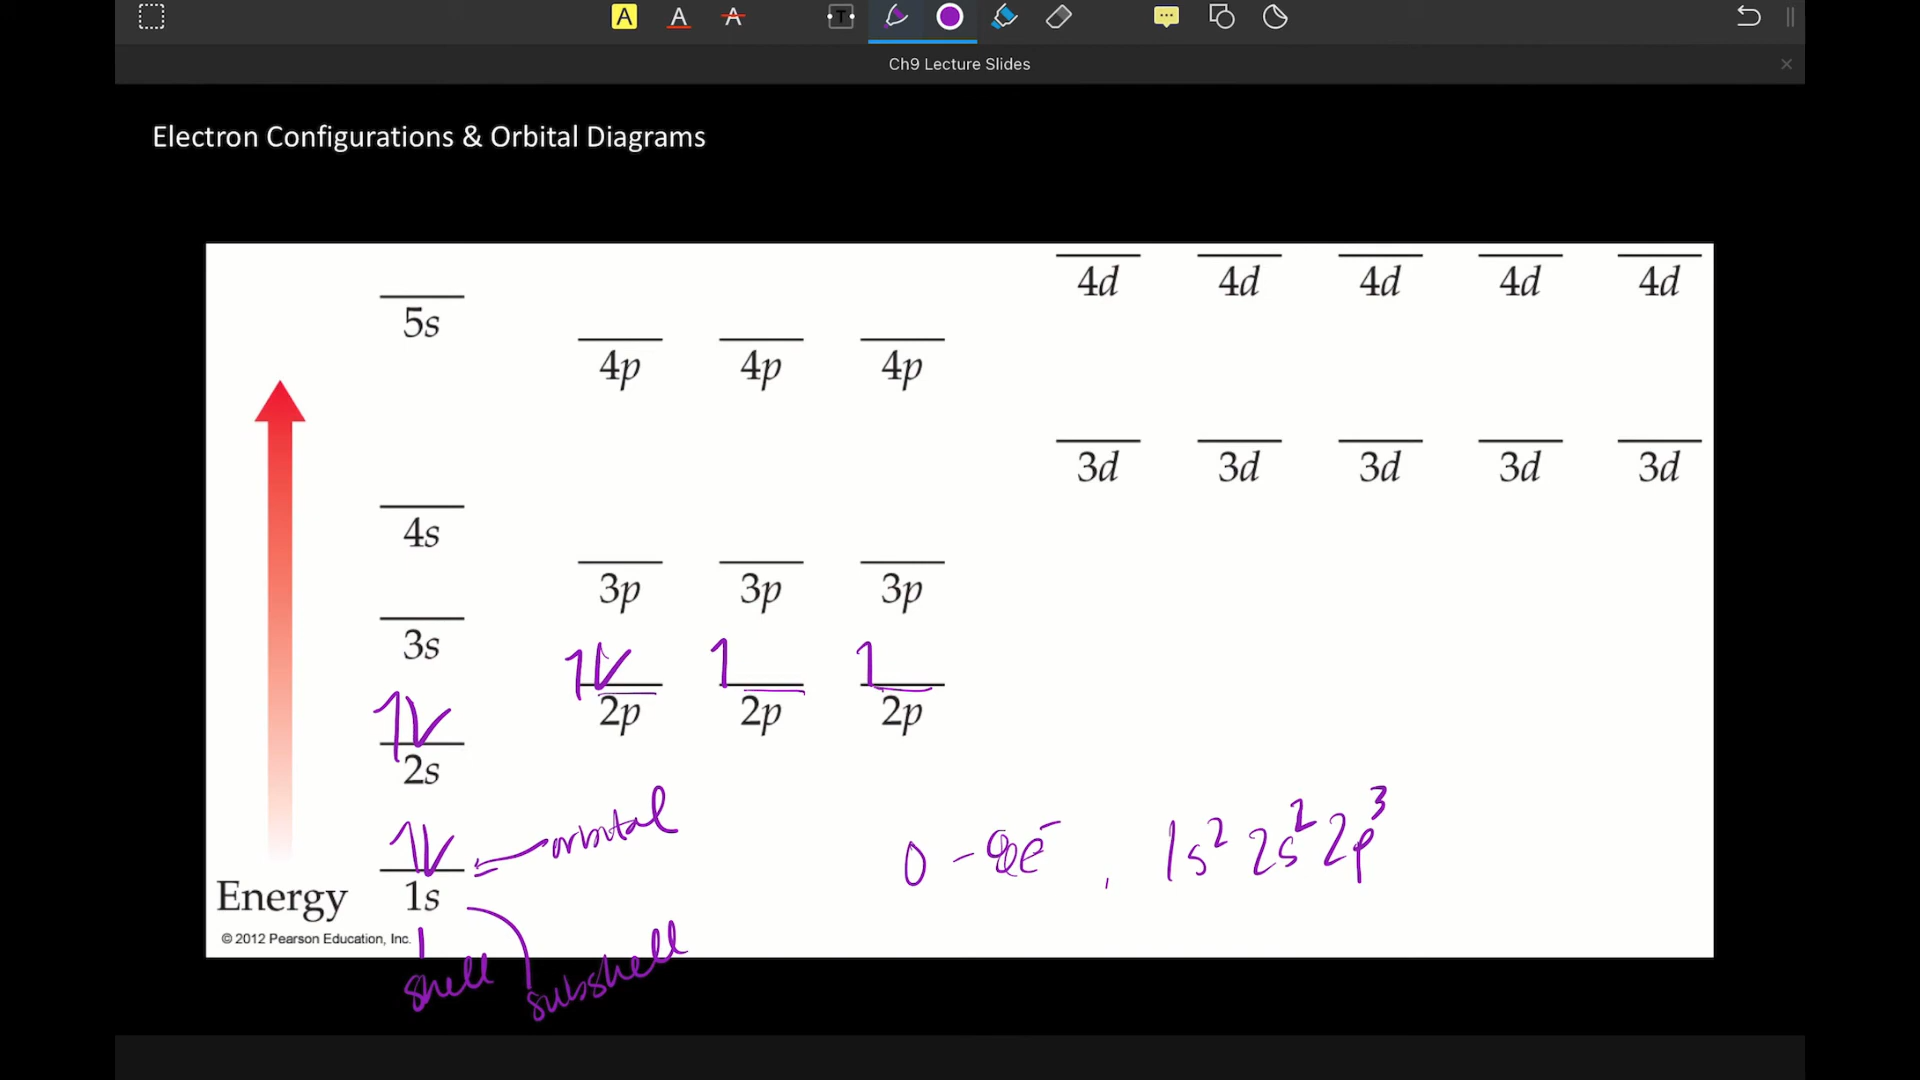 A A A T
Ch9 Lecture Slides
Electron Configurations & Orbital Diagrams
4d 4d 4d 4d 4d
5s
4p 4p 4p
3d 3d 3d 3d 3d
4s
3p 3p 3p
3s
2p 2p 2p
2s
orbital
O - 8e⁻, 1s² 2s² 2p³
Energy 1s
© 2012 Pearson Education, Inc.
shell subshell